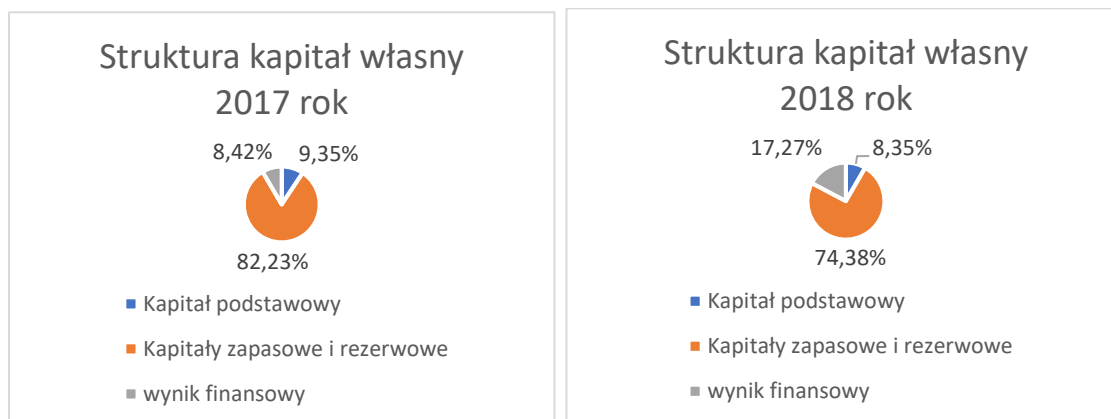 Struktura kapitał własny
2017 rok
8,42%
9,35%
82,23%
Kapitał podstawowy
Kapitały zapasowe i rezerwowe
wynik finansowy
Struktura kapitał własny
2018 rok
17,27%
8,35%
74,38%
Kapitał podstawowy
Kapitały zapasowe i rezerwowe
wynik finansowy